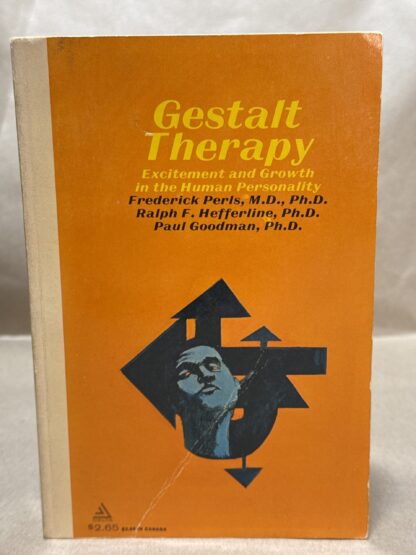 Gestalt
Therapy
Excitement and Growth
in the Human Personality
Frederick Perls, M.D., Ph.D.
Ralph F. Hefferline, Ph.D.
Paul Goodman, Ph.D.
$2.65